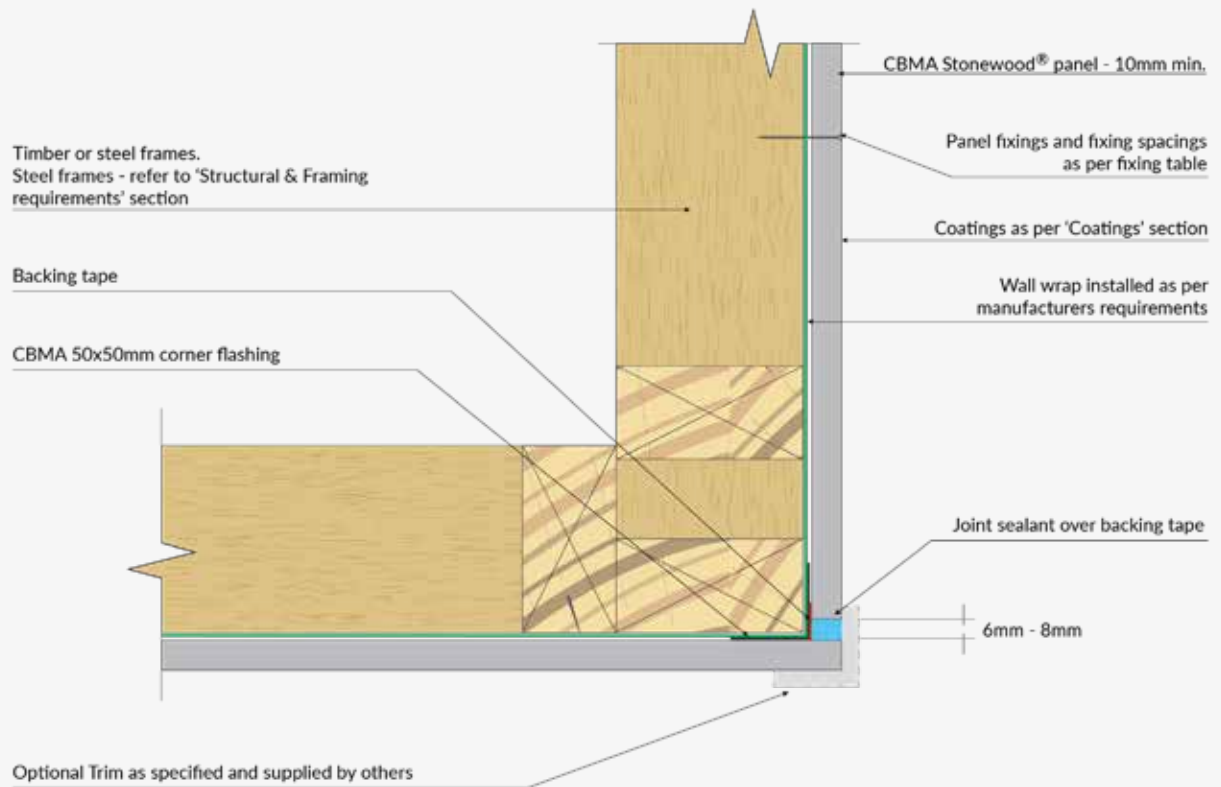 CBMA Stonewood® panel - 10mm min.
Timber or steel frames.
Steel frames - refer to ‘Structural & Framing
requirements’ section
Panel fixings and fixing spacings
as per fixing table
Coatings as per ‘Coatings’ section
Backing tape
Wall wrap installed as per
manufacturers requirements
CBMA 50x50mm corner flashing
Joint sealant over backing tape
6mm - 8mm
Optional Trim as specified and supplied by others